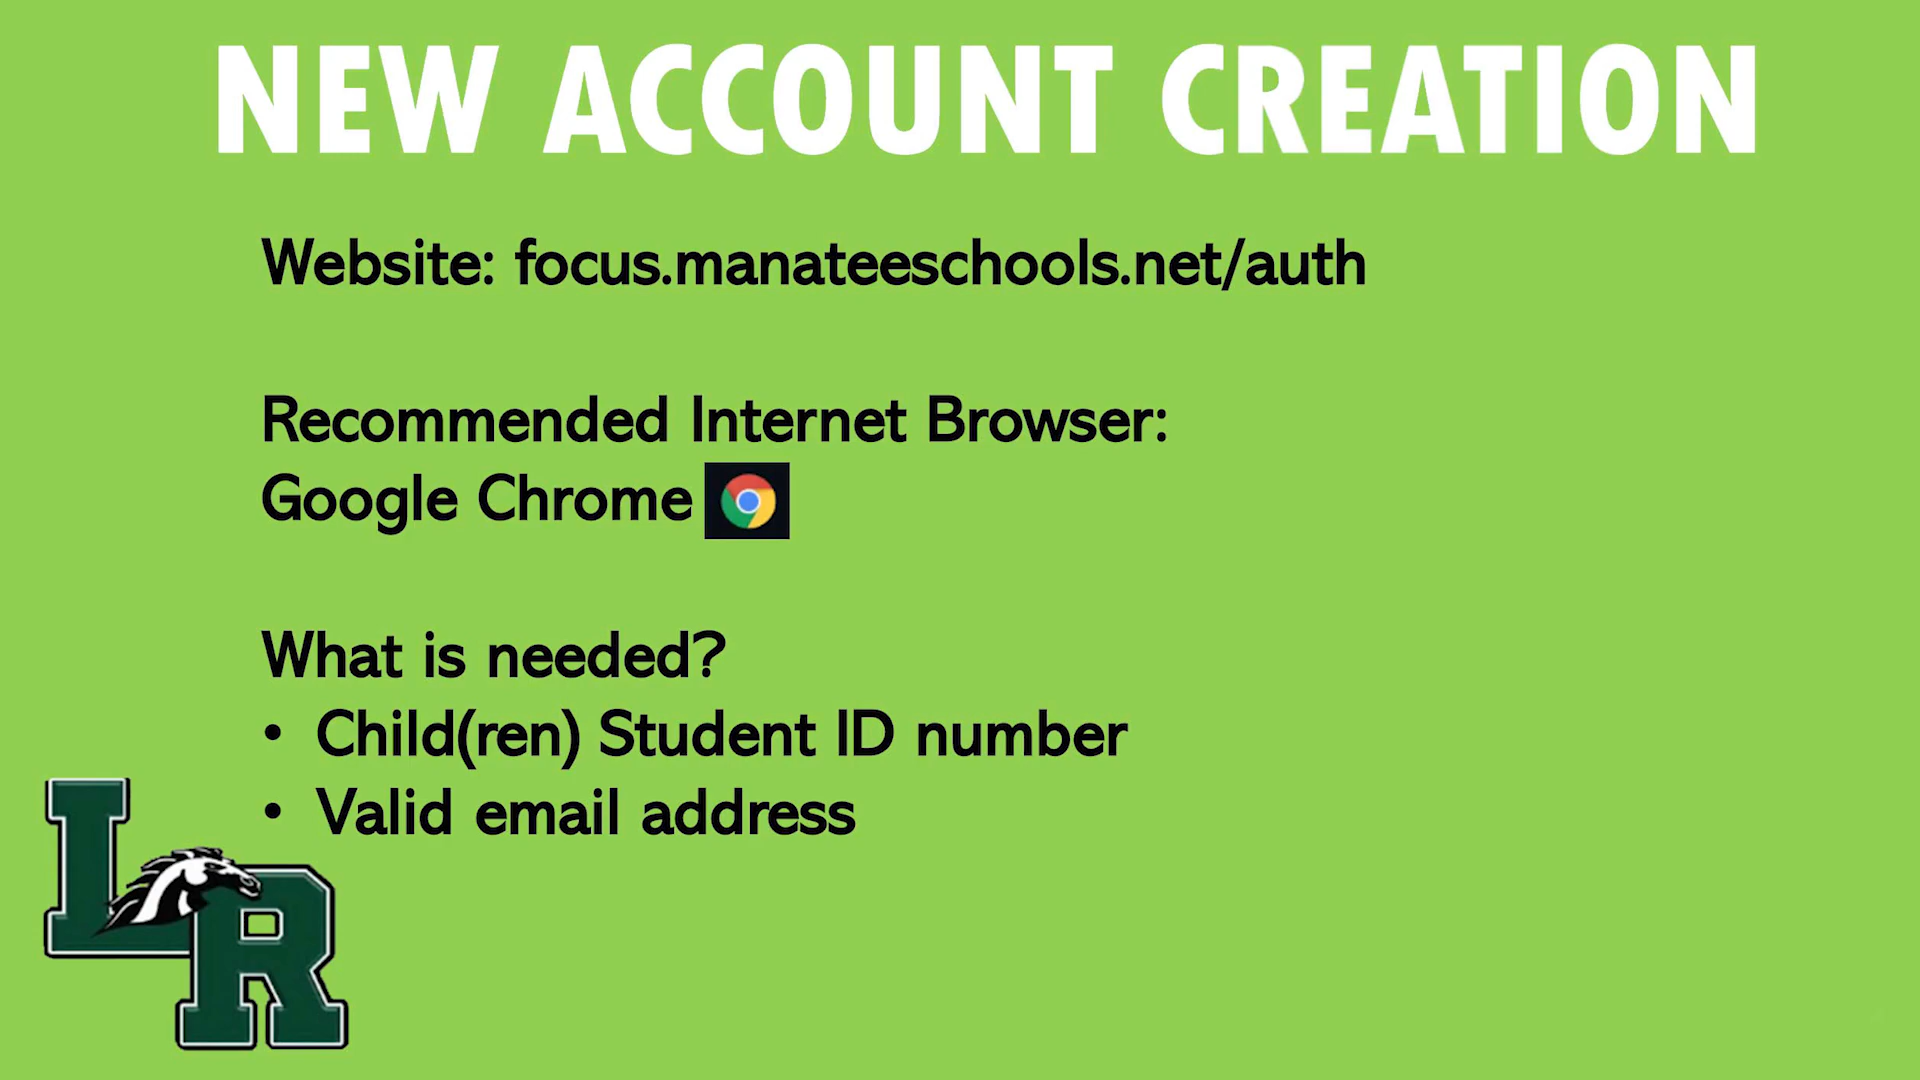 NEW ACCOUNT CREATION
Website: focus.manateeschools.net/auth
Recommended Internet Browser:
Google Chrome
What is needed?
• Child(ren) Student ID number
• Valid email address
LR